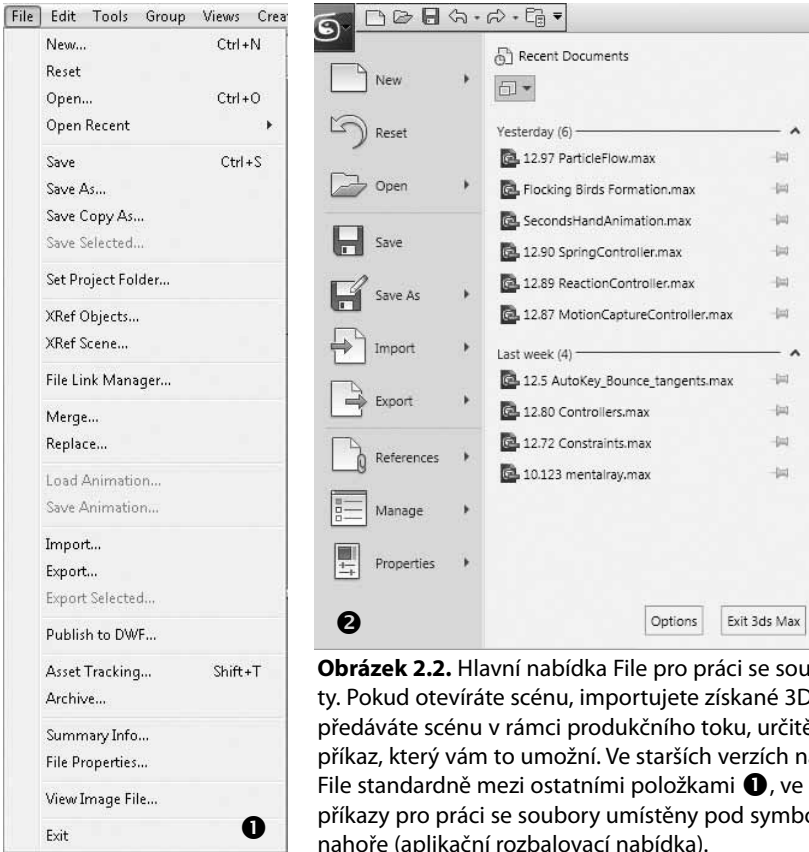 File Edit Tools Group Views Crea
New... Ctrl+N
Reset
Open... Ctrl+O
Open Recent
Save Ctrl+S
Save As...
Save Copy As...
Save Selected...
Set Project Folder...
XRef Objects...
XRef Scene...
File Link Manager...
Merge...
Replace...
Load Animation...
Save Animation...
Import...
Export...
Export Selected...
Publish to DWF...
Asset Tracking... Shift+T
Archive...
Summary Info...
File Properties...
View Image File...
Exit
❶
New
Reset
Open
Save
Save As
Import
Export
References
Manage
Properties
❷
Recent Documents
Yesterday (6)
12.97 ParticleFlow.max
Flocking Birds Formation.max
SecondsHandAnimation.max
12.90 SpringController.max
12.89 ReactionController.max
12.87 MotionCaptureController.max
Last week (4)
12.5 AutoKey_Bounce_tangents.max
12.80 Controllers.max
12.72 Constraints.max
10.123 mentalray.max
Options Exit 3ds Max
Obrázek 2.2. Hlavní nabídka File pro práci se sou
ty. Pokud otevíráte scénu, importujete získané 3D
předáváte scénu v rámci produkčního toku, určitě
příkaz, který vám to umožní. Ve starších verzích na
File standardně mezi ostatními položkami ❶, ve
příkazy pro práci se soubory umístěny pod symbo
nahoře (aplikační rozbalovací nabídka).